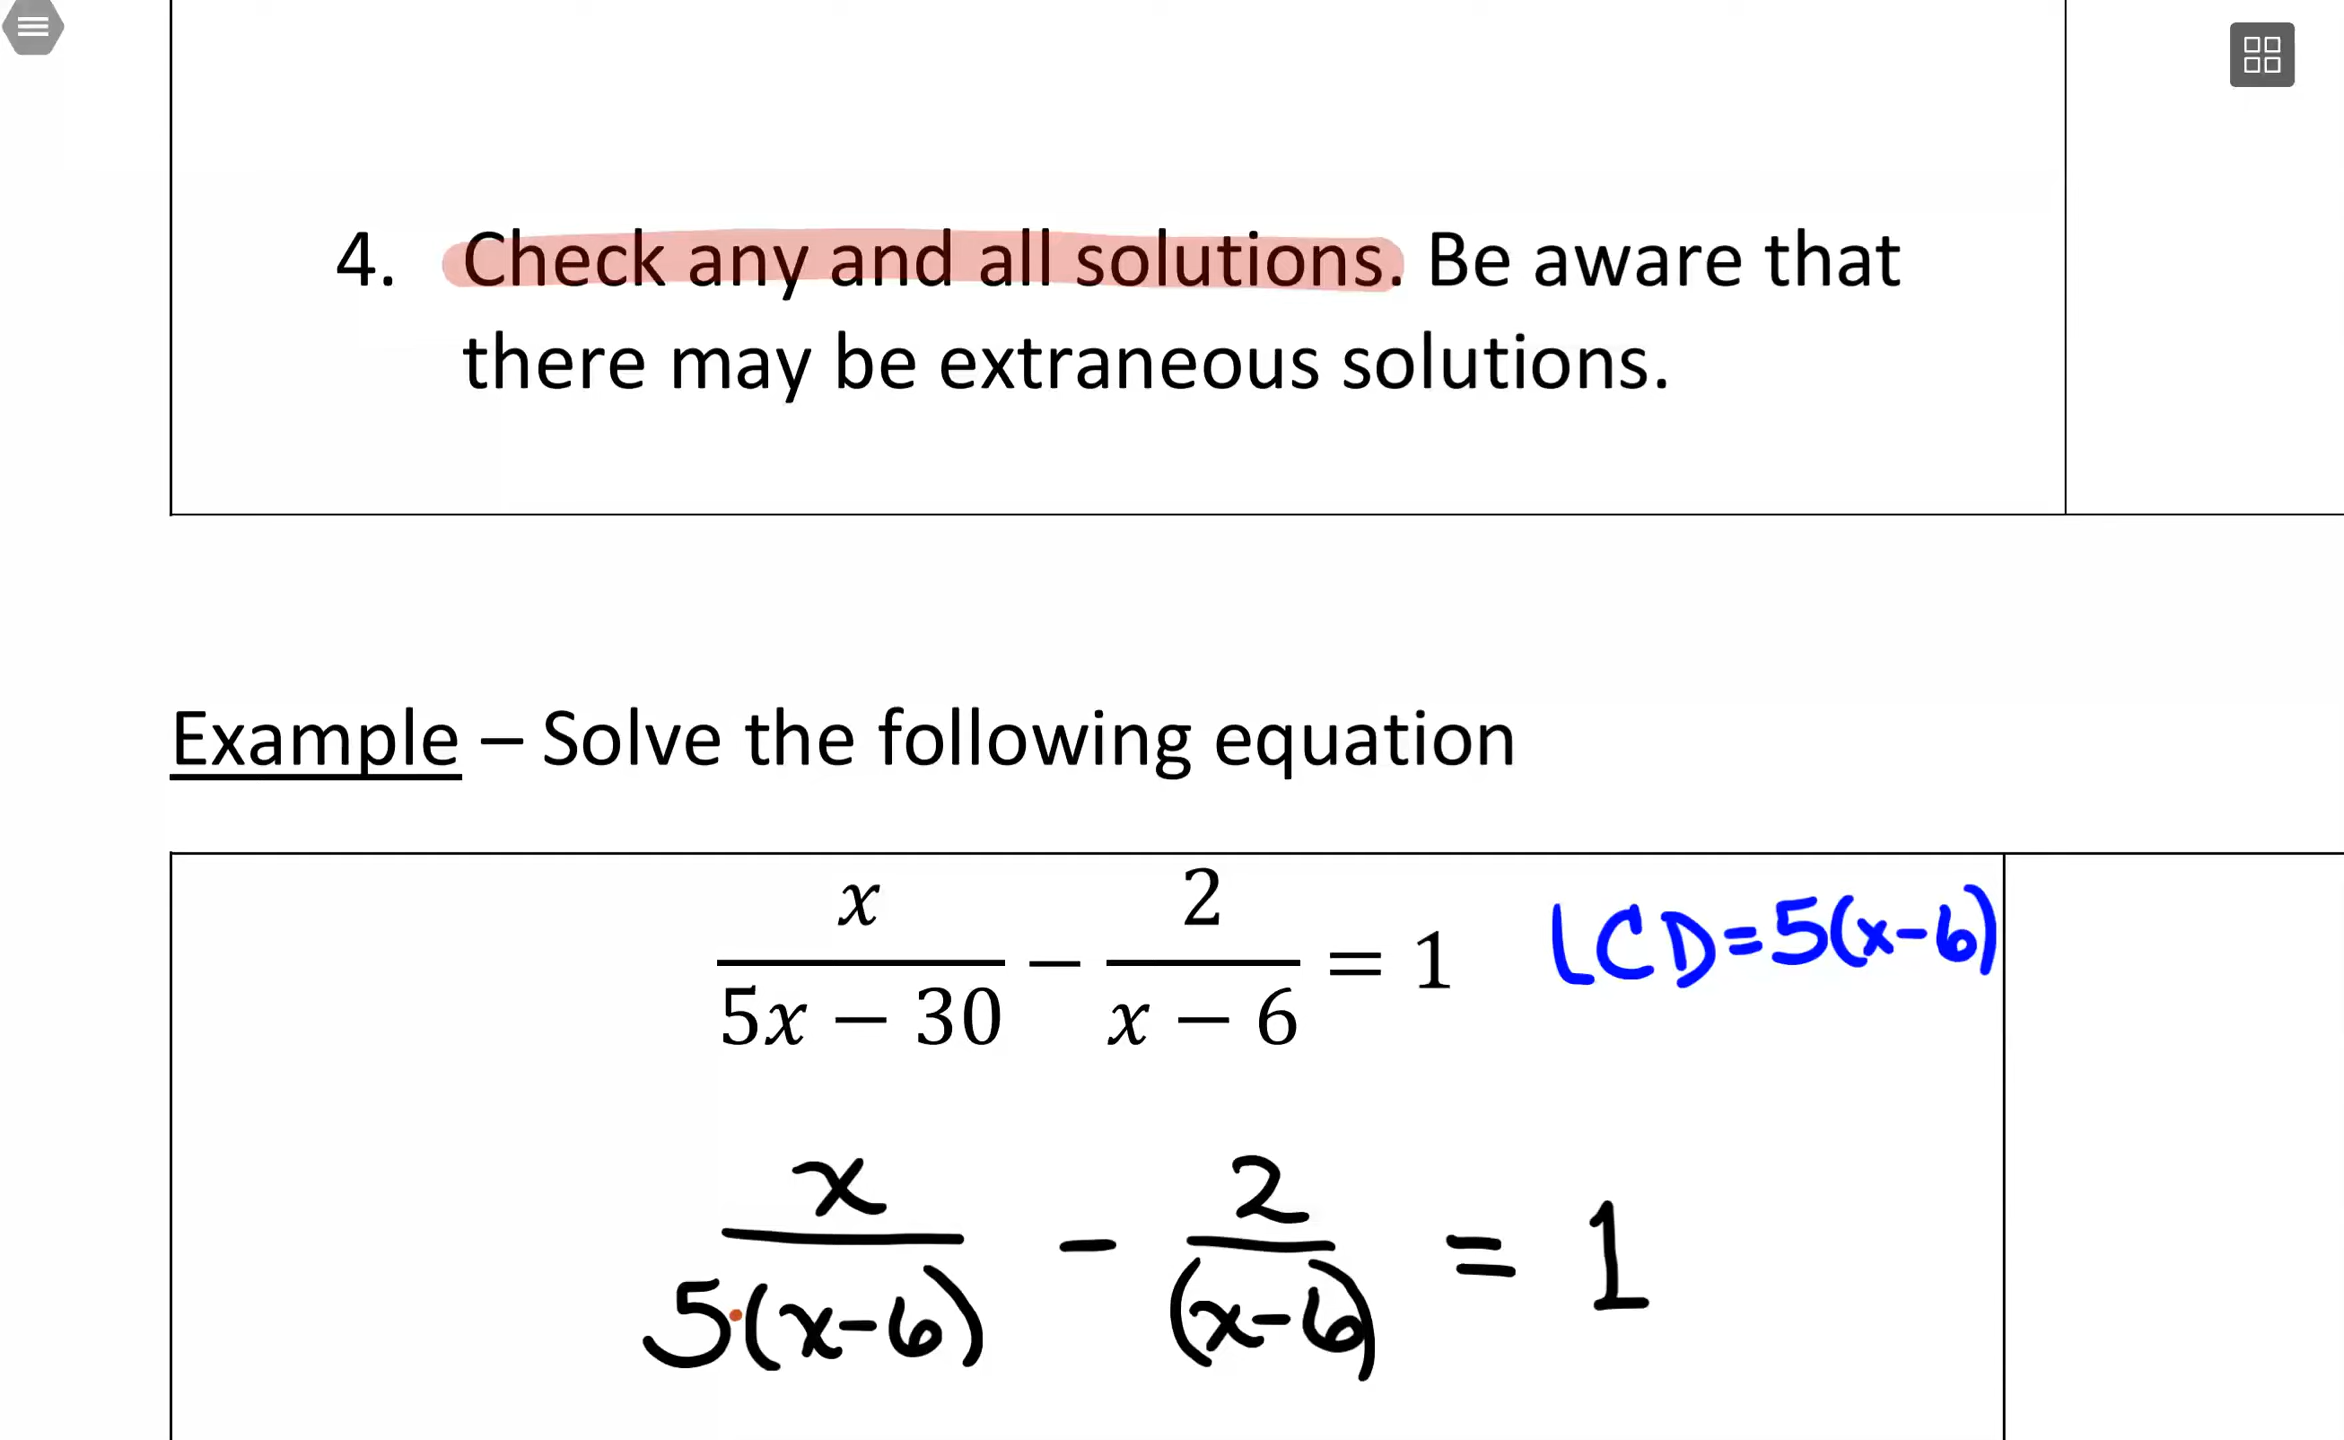 4. Check any and all solutions. Be aware that
there may be extraneous solutions.
Example – Solve the following equation
x/(5x − 30) − 2/(x − 6) = 1 LCD=5(x-6)
x/5(x-6) - 2/(x-6) = 1